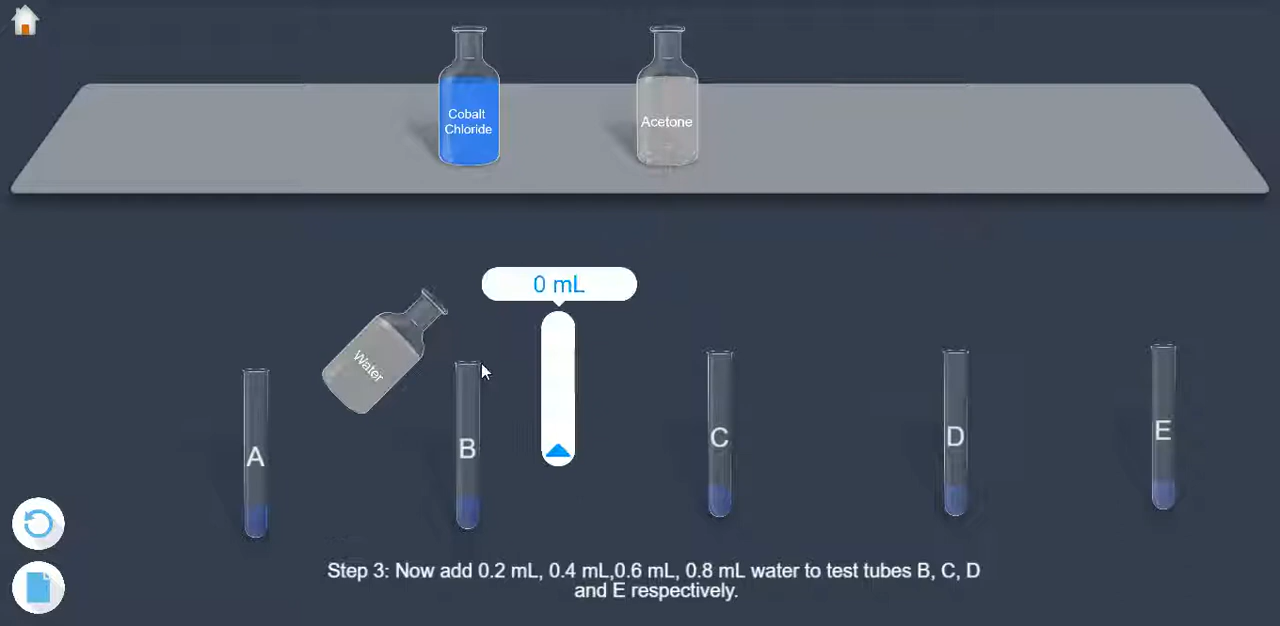 Cobalt
Chloride
Acetone
0 mL
Water
A
B
C
D
E
Step 3: Now add 0.2 mL, 0.4 mL,0.6 mL, 0.8 mL water to test tubes B, C, D
and E respectively.